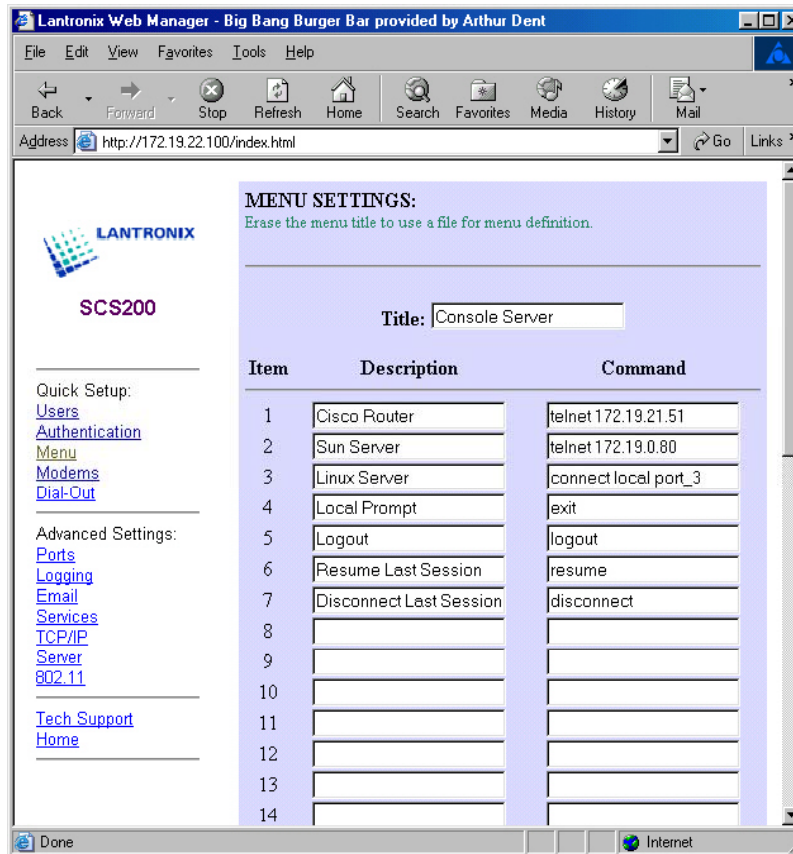 Lantronix Web Manager - Big Bang Burger Bar provided by Arthur Dent
File Edit View Favorites Tools Help
Back Forward Stop Refresh Home Search Favorites Media History Mail
Address http://172.19.22.100/index.html Go Links
LANTRONIX
SCS200
Quick Setup:
Users
Authentication
Menu
Modems
Dial-Out
Advanced Settings:
Ports
Logging
Email
Services
TCP/IP
Server
802.11
Tech Support
Home
MENU SETTINGS:
Erase the menu title to use a file for menu definition.
Title: Console Server
Item Description Command
1 Cisco Router telnet 172.19.21.51
2 Sun Server telnet 172.19.0.80
3 Linux Server connect local port_3
4 Local Prompt exit
5 Logout logout
6 Resume Last Session resume
7 Disconnect Last Session disconnect
8
9
10
11
12
13
14
Done Internet